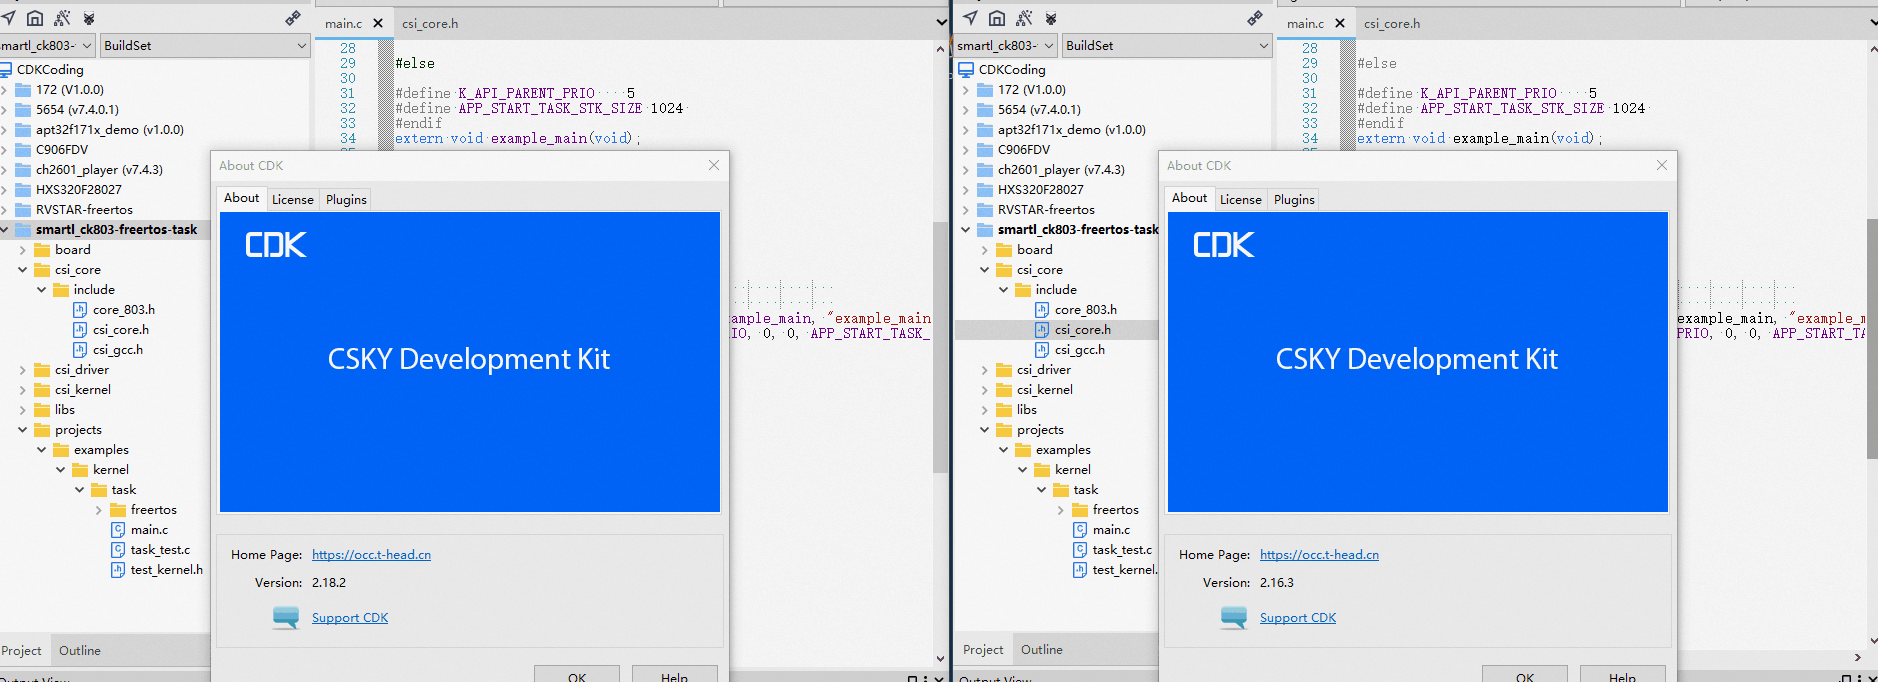 main.c
csi_core.h
smartl_ck803-
BuildSet
CDKCoding
172 (V1.0.0)
5654 (v7.4.0.1)
apt32f171x_demo (v1.0.0)
C906FDV
ch2601_player (v7.4.3)
HXS320F28027
RVSTAR-freertos
smartl_ck803-freertos-task
board
csi_core
include
core_803.h
csi_core.h
csi_gcc.h
csi_driver
csi_kernel
libs
projects
examples
kernel
task
freertos
main.c
task_test.c
test_kernel.h
Project
Outline
28
29 #else
30
31 #define K_API_PARENT_PRIO 5
32 #define APP_START_TASK_STK_SIZE 1024
33 #endif
34 extern void example_main(void);
ample_main, "example_main
IO, 0, 0, APP_START_TASK_
About CDK
About
License
Plugins
CDK
CSKY Development Kit
Home Page: https://occ.t-head.cn
Version: 2.18.2
Support CDK
OK
Help
main.c
csi_core.h
smartl_ck803-
BuildSet
CDKCoding
172 (V1.0.0)
5654 (v7.4.0.1)
apt32f171x_demo (v1.0.0)
C906FDV
ch2601_player (v7.4.3)
HXS320F28027
RVSTAR-freertos
smartl_ck803-freertos-task
board
csi_core
include
core_803.h
csi_core.h
csi_gcc.h
csi_driver
csi_kernel
libs
projects
examples
kernel
task
freertos
main.c
task_test.c
test_kernel.
Project
Outline
Output View
28
29 #else
30
31 #define K_API_PARENT_PRIO 5
32 #define APP_START_TASK_STK_SIZE 1024
33 #endif
34 extern void example_main(void);
example_main, "example_m
PRIO, 0, 0, APP_START_TA
About CDK
About
License
Plugins
CDK
CSKY Development Kit
Home Page: https://occ.t-head.cn
Version: 2.16.3
Support CDK
OK
Help